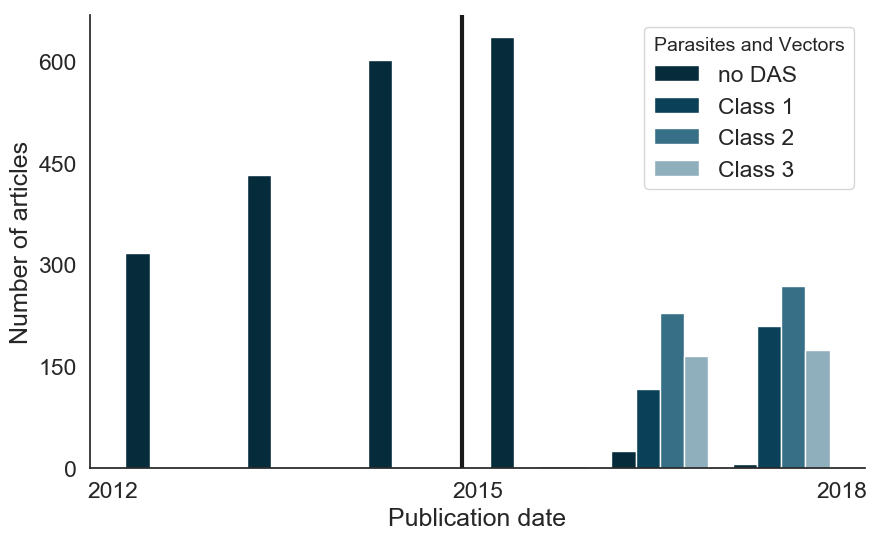 Parasites and Vectors
no DAS
Class 1
Class 2
Class 3
Number of articles
600
450
300
150
0
2012
2015
2018
Publication date